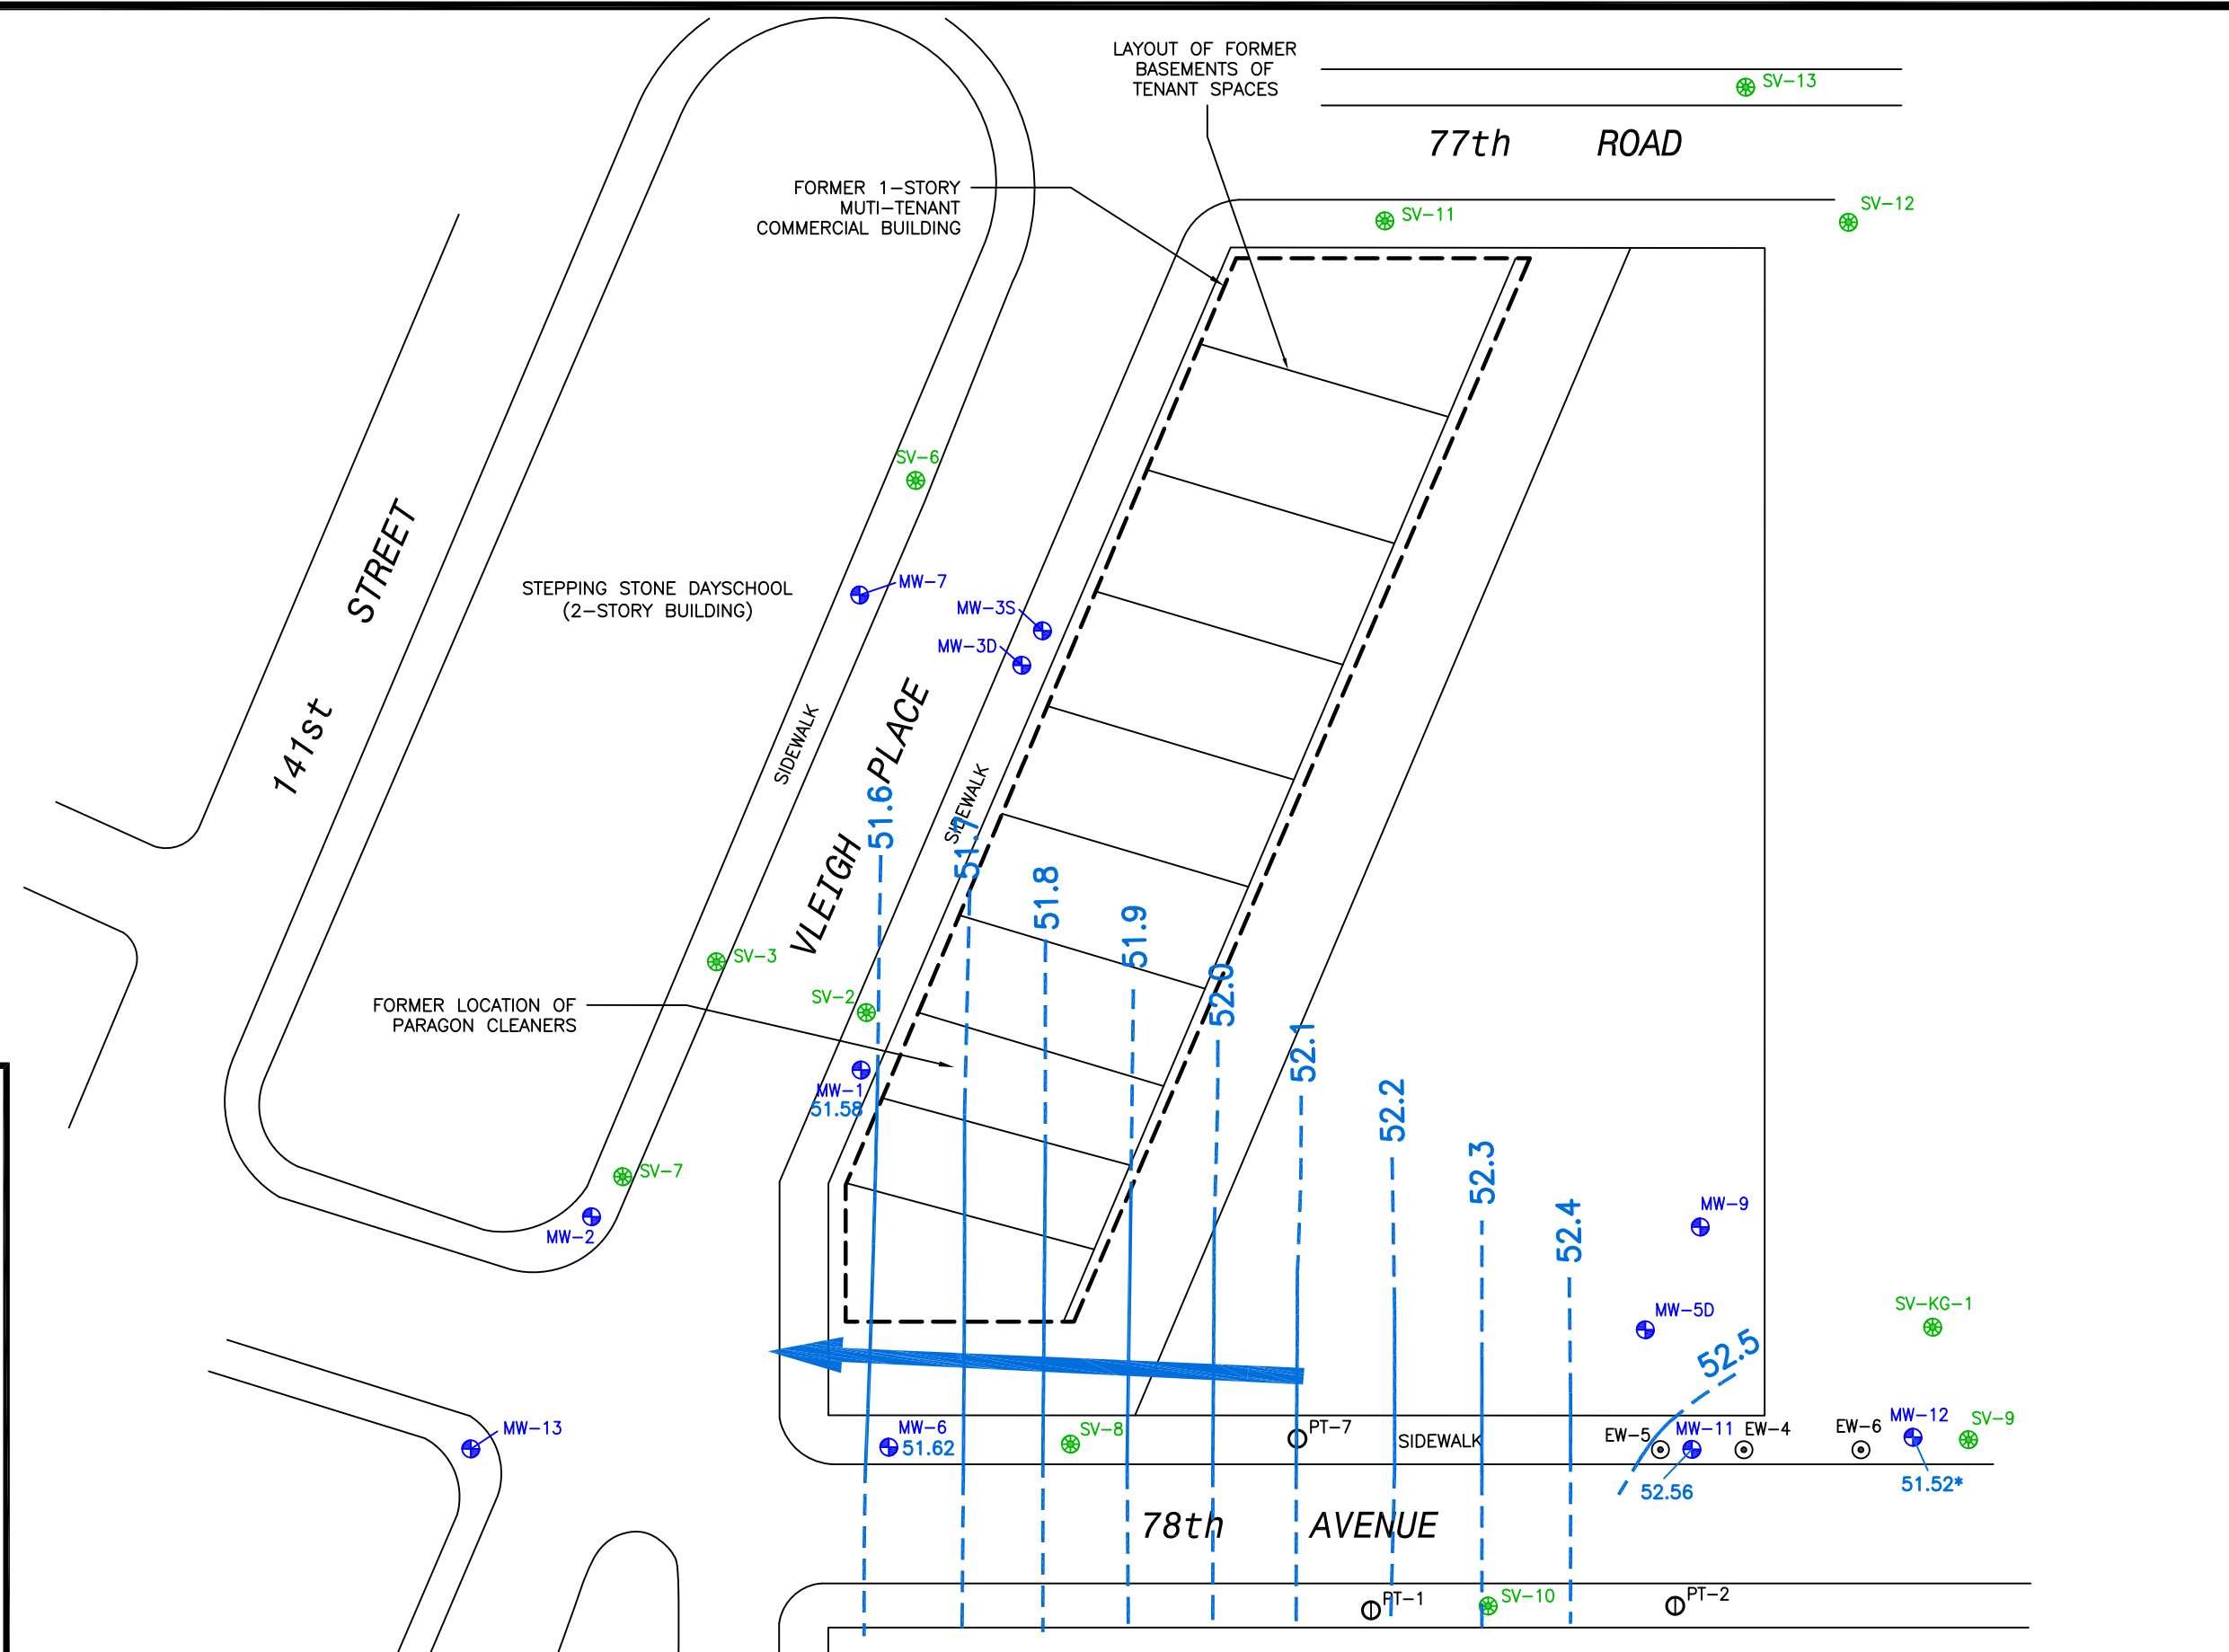 LAYOUT OF FORMER
BASEMENTS OF
TENANT SPACES
SV-13
77th ROAD
FORMER 1-STORY
MUTI-TENANT
COMMERCIAL BUILDING
SV-11
SV-12
SV-6
141st STREET
STEPPING STONE DAYSCHOOL
(2-STORY BUILDING)
MW-7
MW-3S
MW-3D
SIDEWALK
VLEIGH PLACE
SIDEWALK
51.6
51.7
51.8
51.9
52.0
52.1
52.2
52.3
52.4
52.5
SV-3
SV-2
FORMER LOCATION OF
PARAGON CLEANERS
MW-1
51.58
SV-7
MW-2
MW-9
MW-5D
SV-KG-1
MW-13
MW-6
51.62
SV-8
PT-7
SIDEWALK
EW-5
MW-11
52.56
EW-4
EW-6
MW-12
51.52*
SV-9
78th AVENUE
PT-1
SV-10
PT-2